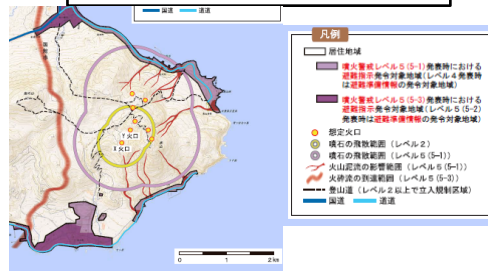 国道 道道
凡例
居住地域
噴火警戒レベル5(5-1)発表時における
避難指示発令対象地域(レベル4発表時
は避難準備情報の発令対象地域)
噴火警戒レベル5(5-3)発表時における
避難指示発令対象地域(レベル5(5-2)
発表時は避難準備情報の発令対象地域)
想定火口
噴石の飛散範囲(レベル2)
噴石の飛散範囲(レベル5(5-1))
火山泥流の影響範囲(レベル5(5-1))
火砕流の到達範囲(レベル5(5-3))
登山道(レベル2以上で立入規制区域)
国道 道道
Y火口
X火口
0 1 2km